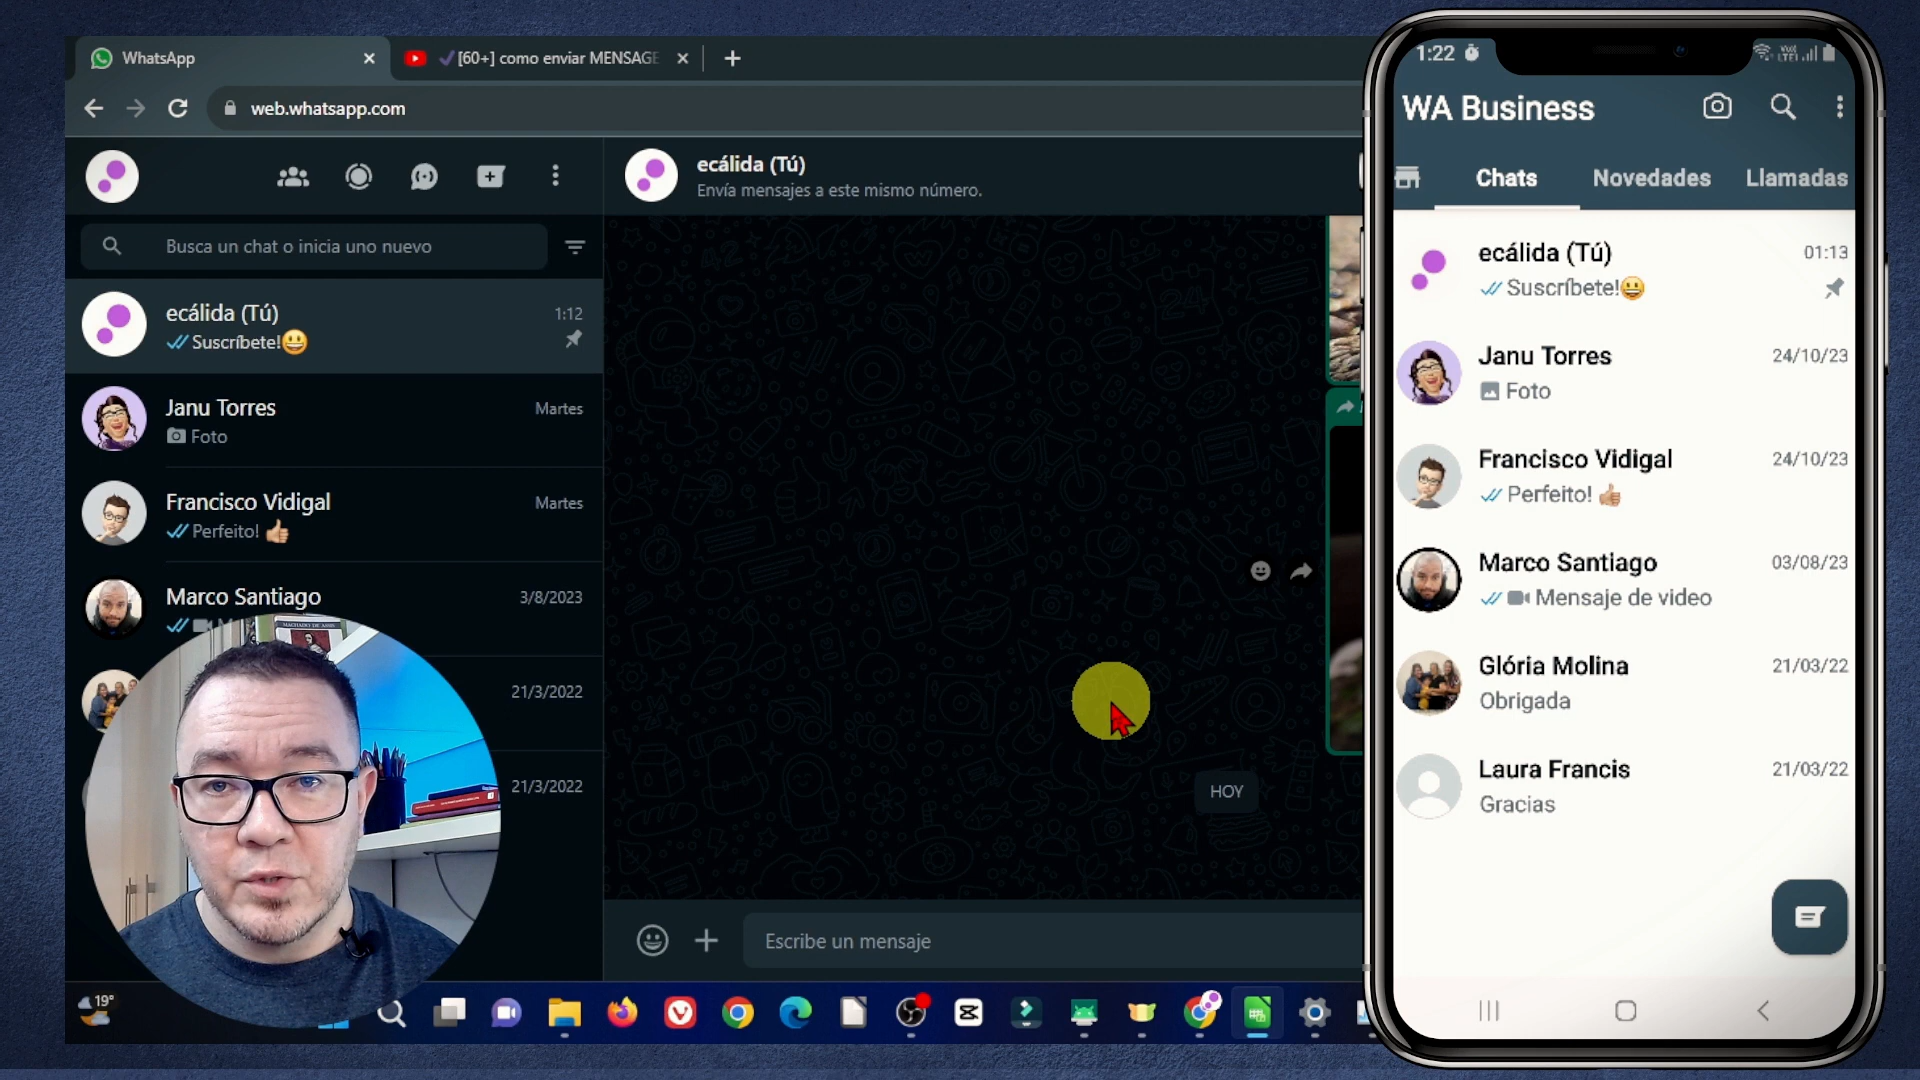 WhatsApp
[60+] como enviar MENSAGE
web.whatsapp.com
Busca un chat o inicia uno nuevo
ecálida (Tú)
1:12
Suscríbete!
Janu Torres
Martes
Foto
Francisco Vidigal
Martes
Perfeito!
Marco Santiago
3/8/2023
21/3/2022
21/3/2022
MACHADO DE ASSIS
ecálida (Tú)
Envía mensajes a este mismo número.
HOY
Escribe un mensaje
19°
1:22
WA Business
Chats
Novedades
Llamadas
ecálida (Tú)
01:13
Suscríbete!
Janu Torres
24/10/23
Foto
Francisco Vidigal
24/10/23
Perfeito!
Marco Santiago
03/08/23
Mensaje de video
Glória Molina
21/03/22
Obrigada
Laura Francis
21/03/22
Gracias